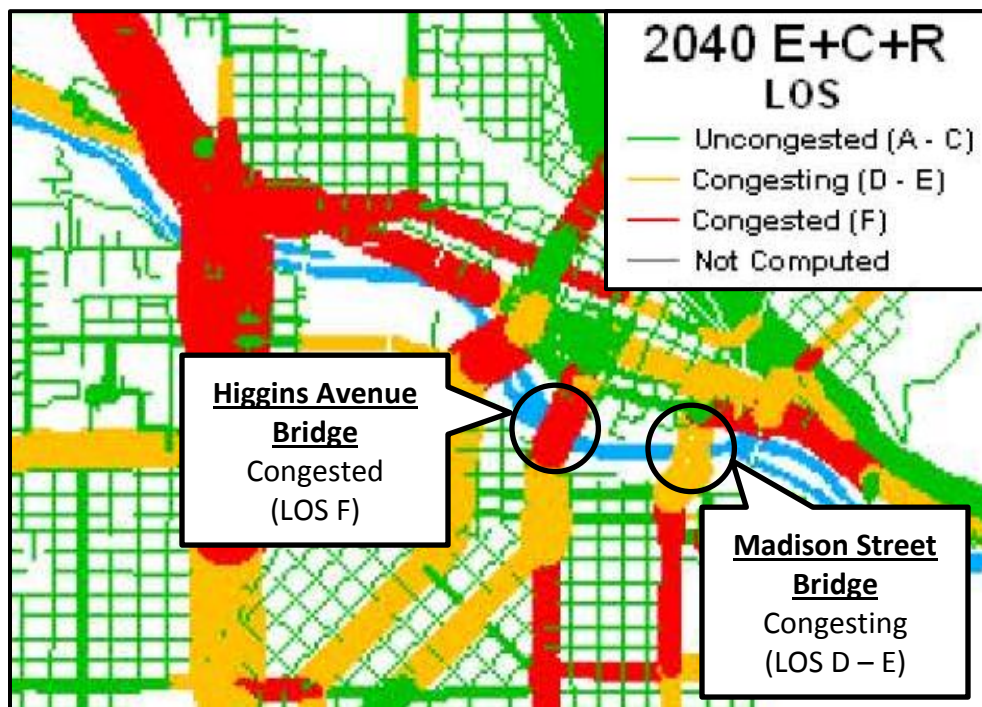 2040 E+C+R
LOS
Uncongested (A - C)
Congesting (D - E)
Congested (F)
Not Computed
Higgins Avenue
Bridge
Congested
(LOS F)
Madison Street
Bridge
Congesting
(LOS D – E)